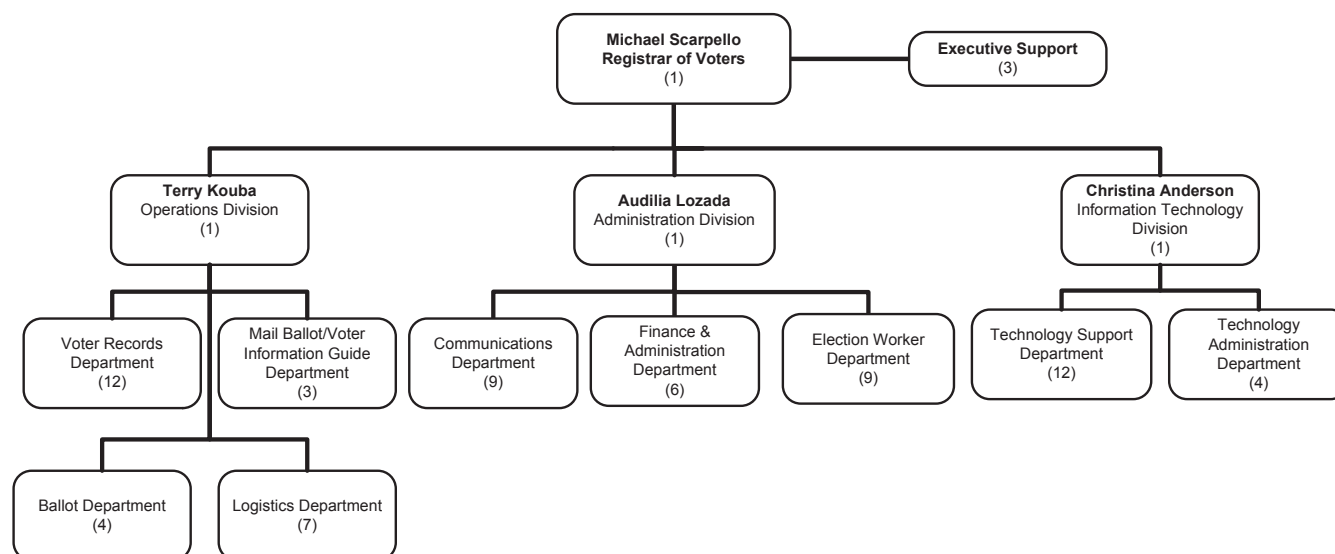 Michael Scarpello
Registrar of Voters
(1)
Executive Support
(3)
Terry Kouba
Operations Division
(1)
Audilia Lozada
Administration Division
(1)
Christina Anderson
Information Technology
Division
(1)
Voter Records
Department
(12)
Mail Ballot/Voter
Information Guide
Department
(3)
Communications
Department
(9)
Finance &
Administration
Department
(6)
Election Worker
Department
(9)
Technology Support
Department
(12)
Technology
Administration
Department
(4)
Ballot Department
(4)
Logistics Department
(7)